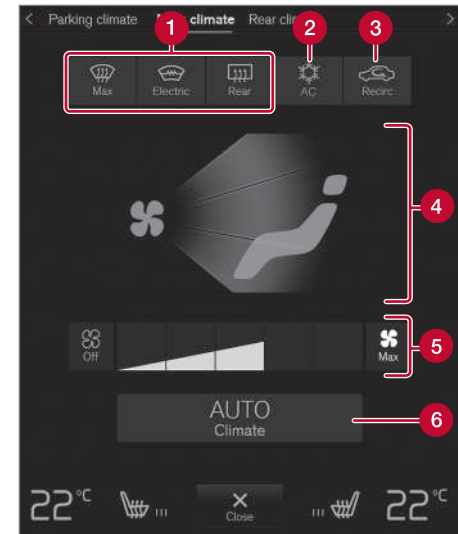 Parking climate climate Rear
1 2 3
Max Electric Rear AC Recirc
4
Off Max
5
AUTO
Climate
6
22°C 22°C
Close